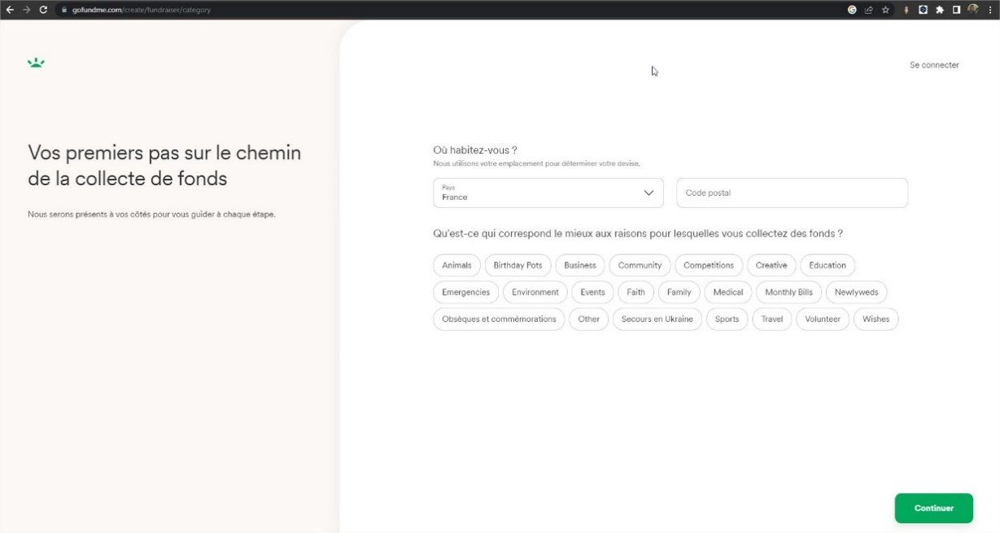 gofundme.com/create/fundraiser/category
Se connecter
Vos premiers pas sur le chemin
de la collecte de fonds
Nous serons présents à vos côtés pour vous guider à chaque étape.
Où habitez-vous ?
Nous utilisons votre emplacement pour déterminer votre devise.
Pays
France
Code postal
Qu'est-ce qui correspond le mieux aux raisons pour lesquelles vous collectez des fonds ?
Animals Birthday Pots Business Community Competitions Creative Education
Emergencies Environment Events Faith Family Medical Monthly Bills Newlyweds
Obsèques et commémorations Other Secours en Ukraine Sports Travel Volunteer Wishes
Continuer